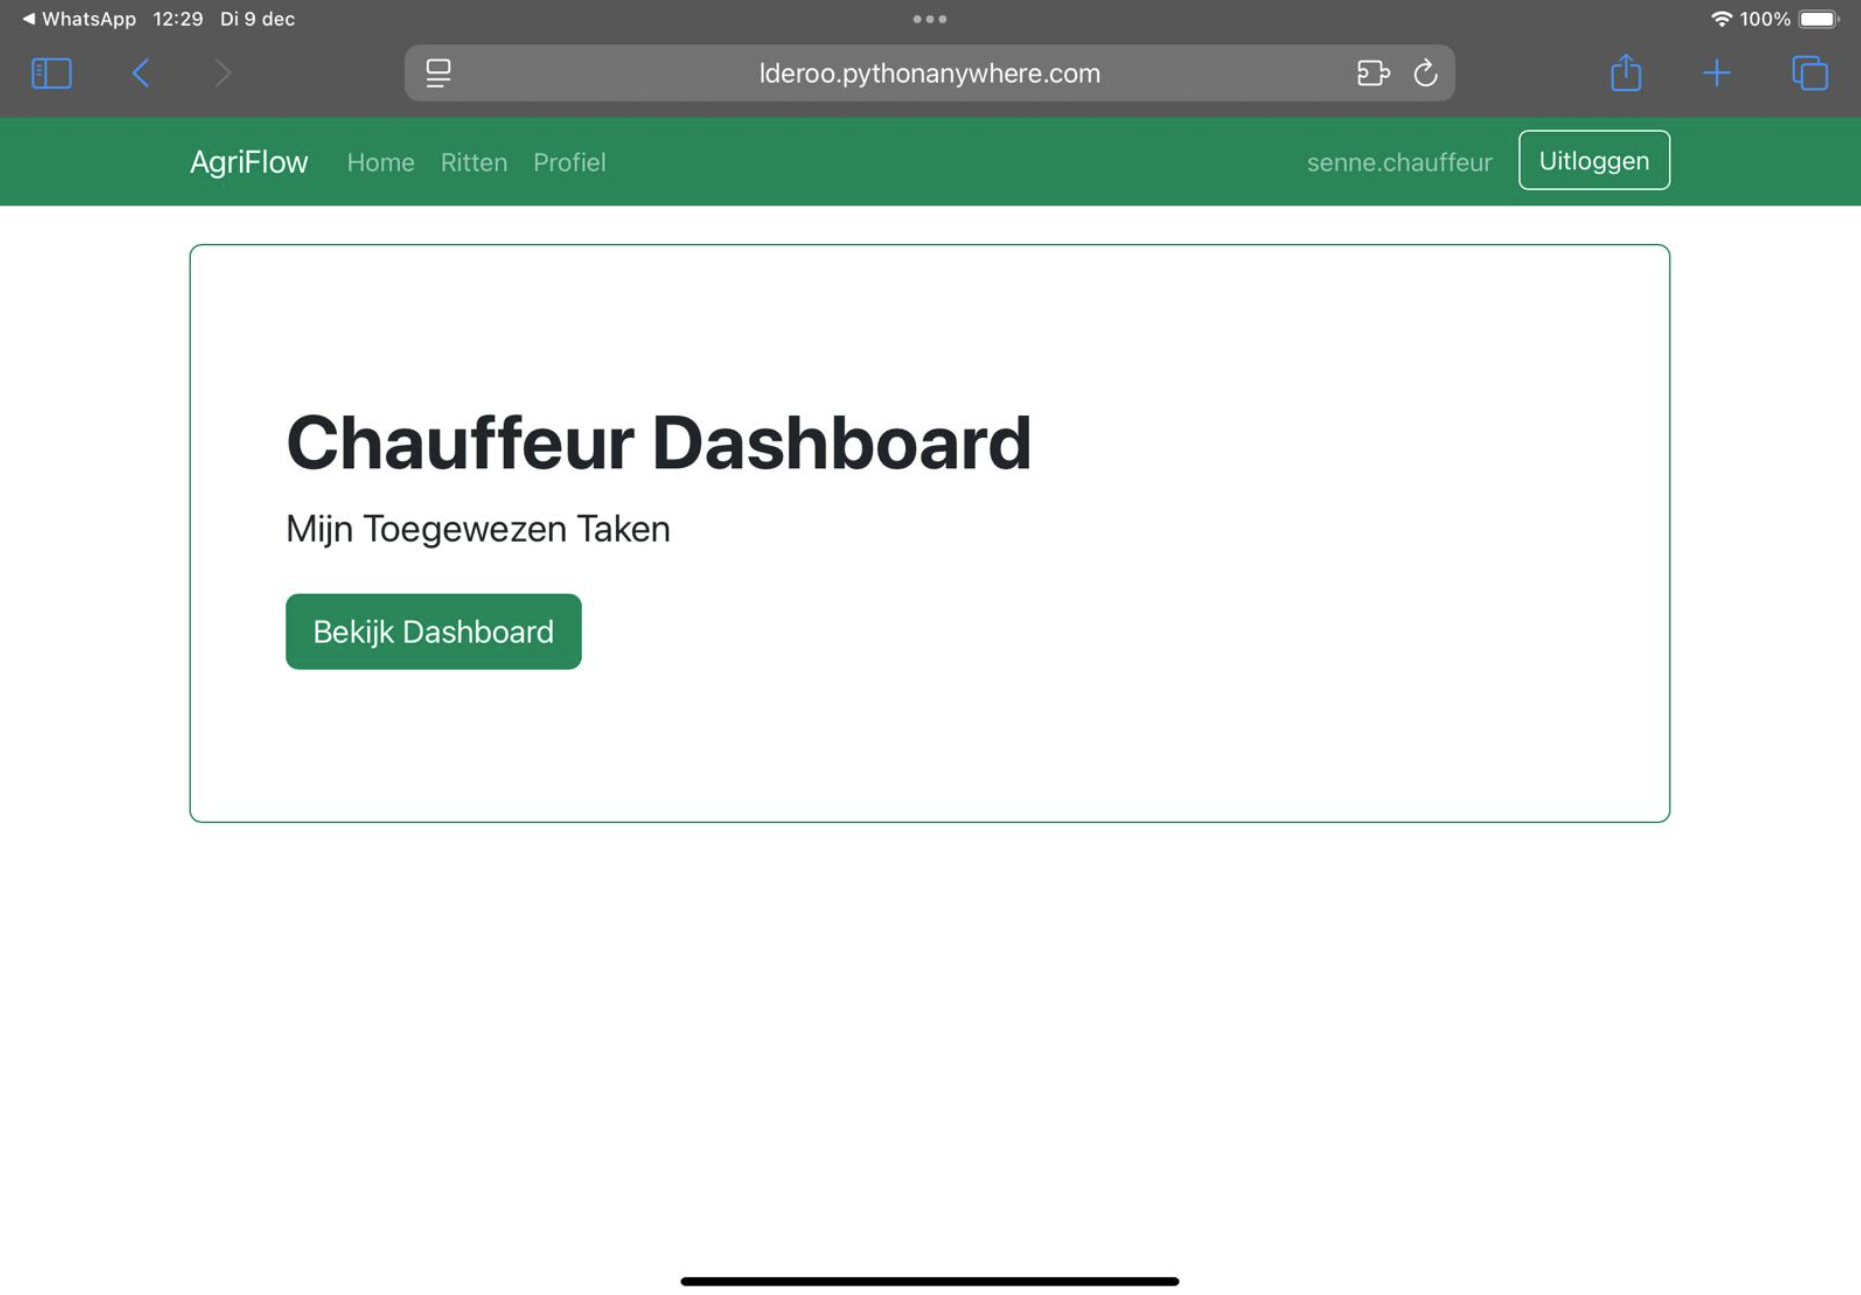 WhatsApp 12:29 Di 9 dec 100%
lderoo.pythonanywhere.com
AgriFlow Home Ritten Profiel senne.chauffeur Uitloggen
Chauffeur Dashboard
Mijn Toegewezen Taken
Bekijk Dashboard